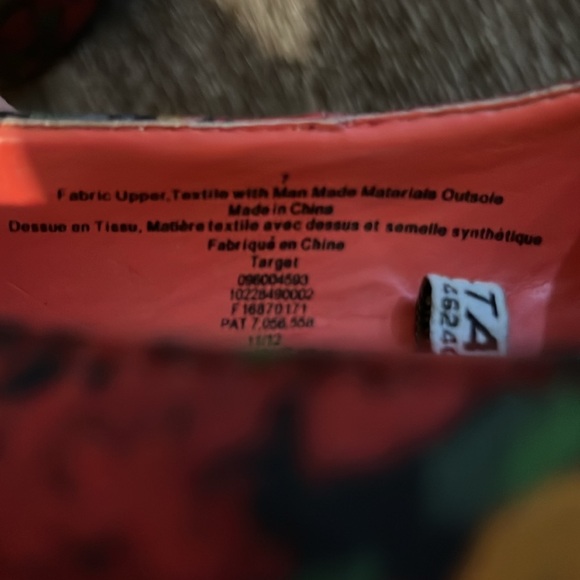 7
Fabric Upper,Textile with Man Made Materials Outsole
Made in China
Dessue en Tissu, Matière textile avec dessus et semelle synthétique
Fabriqué en Chine
Target
096004593
10228490002
F16870171
PAT 7,056,558
11/12
TA
4624